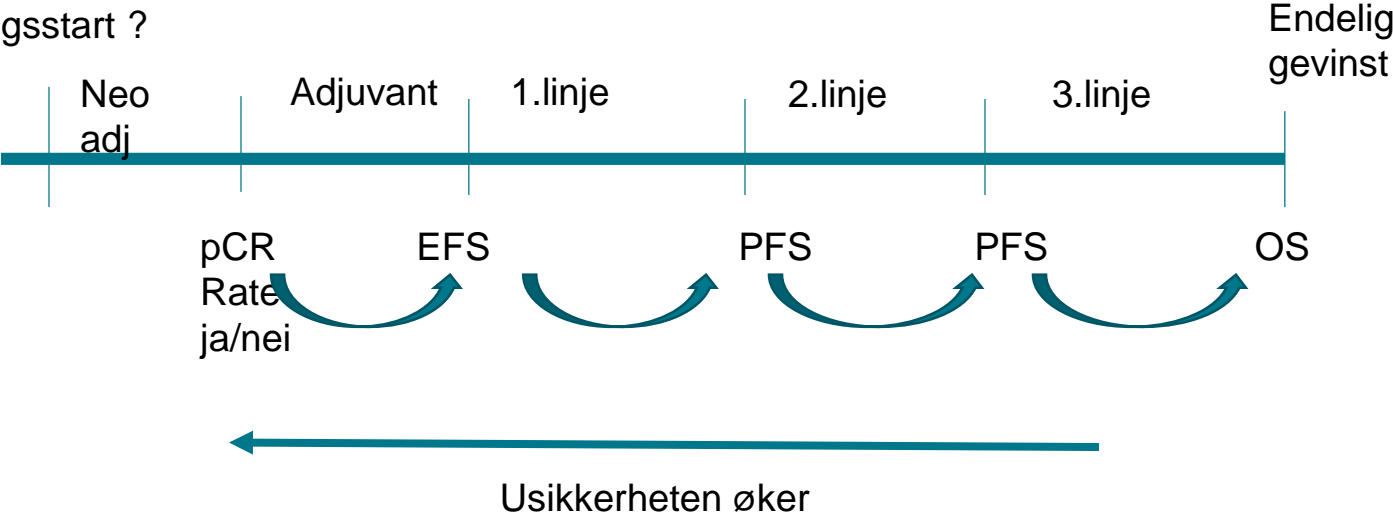 gsstart ?
Endelig
gevinst
Neo
adj
Adjuvant
1.linje
2.linje
3.linje
pCR
Rate
ja/nei
EFS
PFS
PFS
OS
Usikkerheten øker